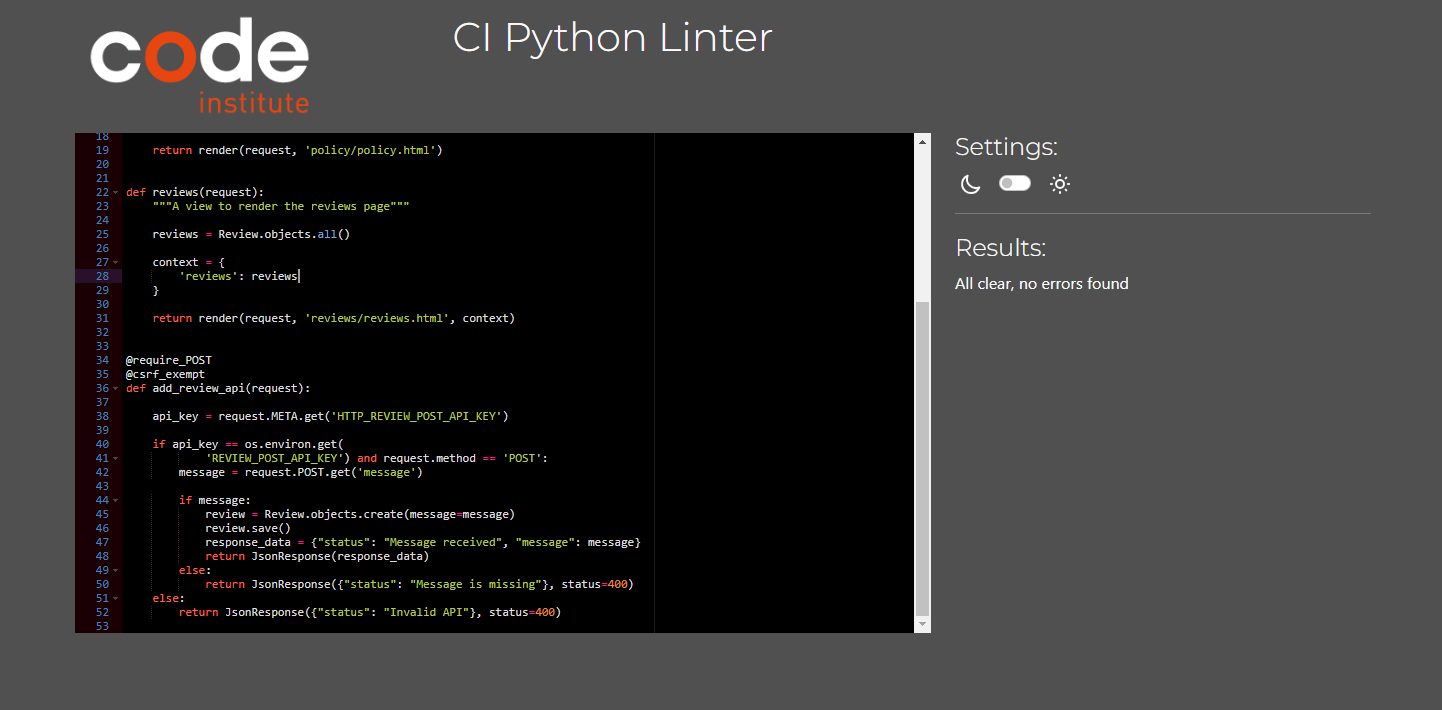 code
institute
CI Python Linter
18
19     return render(request, 'policy/policy.html')
20
21
22 def reviews(request):
23     """A view to render the reviews page"""
24
25     reviews = Review.objects.all()
26
27     context = {
28         'reviews': reviews
29     }
30
31     return render(request, 'reviews/reviews.html', context)
32
33
34 @require_POST
35 @csrf_exempt
36 def add_review_api(request):
37
38     api_key = request.META.get('HTTP_REVIEW_POST_API_KEY')
39
40     if api_key == os.environ.get(
41             'REVIEW_POST_API_KEY') and request.method == 'POST':
42         message = request.POST.get('message')
43
44         if message:
45             review = Review.objects.create(message=message)
46             review.save()
47             response_data = {"status": "Message received", "message": message}
48             return JsonResponse(response_data)
49         else:
50             return JsonResponse({"status": "Message is missing"}, status=400)
51     else:
52         return JsonResponse({"status": "Invalid API"}, status=400)
53
Settings:
Results:
All clear, no errors found